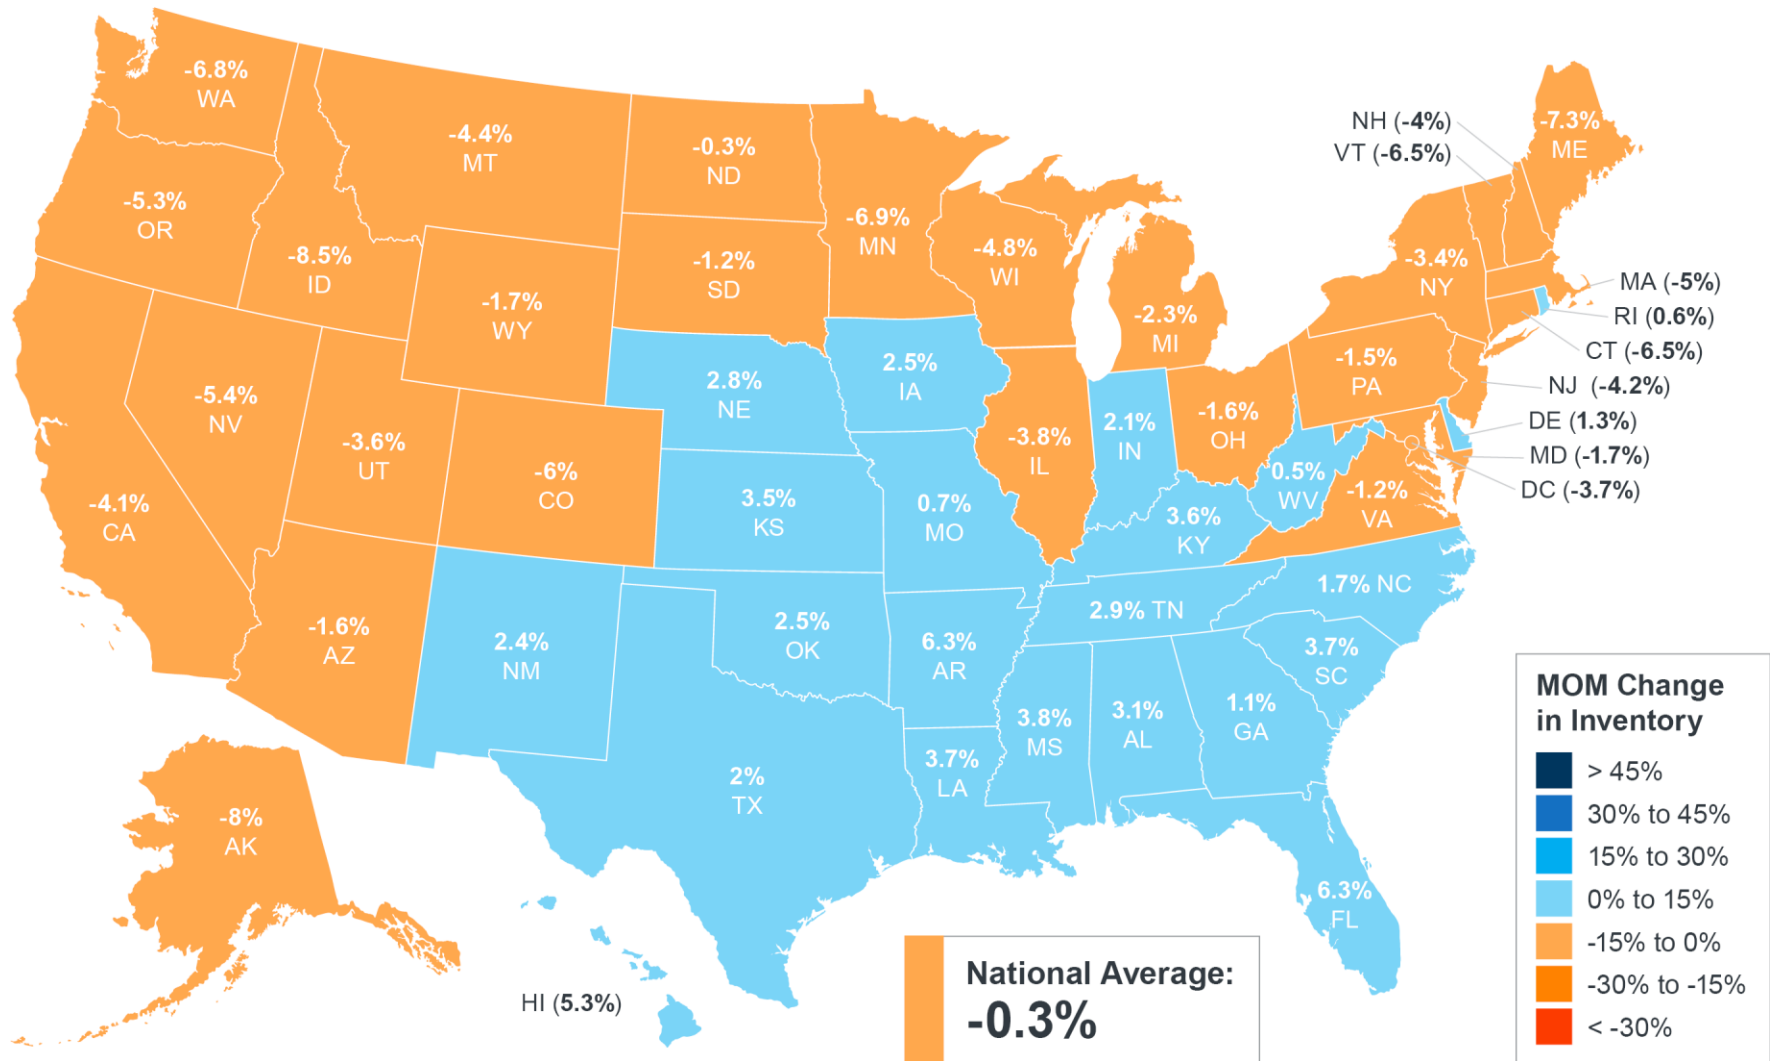 -6.8%
WA
-4.4%
MT
-0.3%
ND
-6.9%
MN
-5.3%
OR
-8.5%
ID
-1.7%
WY
-1.2%
SD
-4.8%
WI
-2.3%
MI
NH (-4%)
VT (-6.5%)
-7.3%
ME
-3.4%
NY
MA (-5%)
RI (0.6%)
CT (-6.5%)
NJ (-4.2%)
DE (1.3%)
MD (-1.7%)
DC (-3.7%)
-1.5%
PA
-5.4%
NV
-3.6%
UT
-6%
CO
2.8%
NE
2.5%
IA
-3.8%
IL
2.1%
IN
-1.6%
OH
0.5%
WV
-1.2%
VA
-4.1%
CA
3.5%
KS
0.7%
MO
3.6%
KY
-1.6%
AZ
2.4%
NM
2.5%
OK
6.3%
AR
2.9% TN
1.7% NC
3.7%
SC
2%
TX
3.7%
LA
3.8%
MS
3.1%
AL
1.1%
GA
6.3%
FL
-8%
AK
HI (5.3%)
National Average:
-0.3%
MOM Change
in Inventory
> 45%
30% to 45%
15% to 30%
0% to 15%
-15% to 0%
-30% to -15%
< -30%